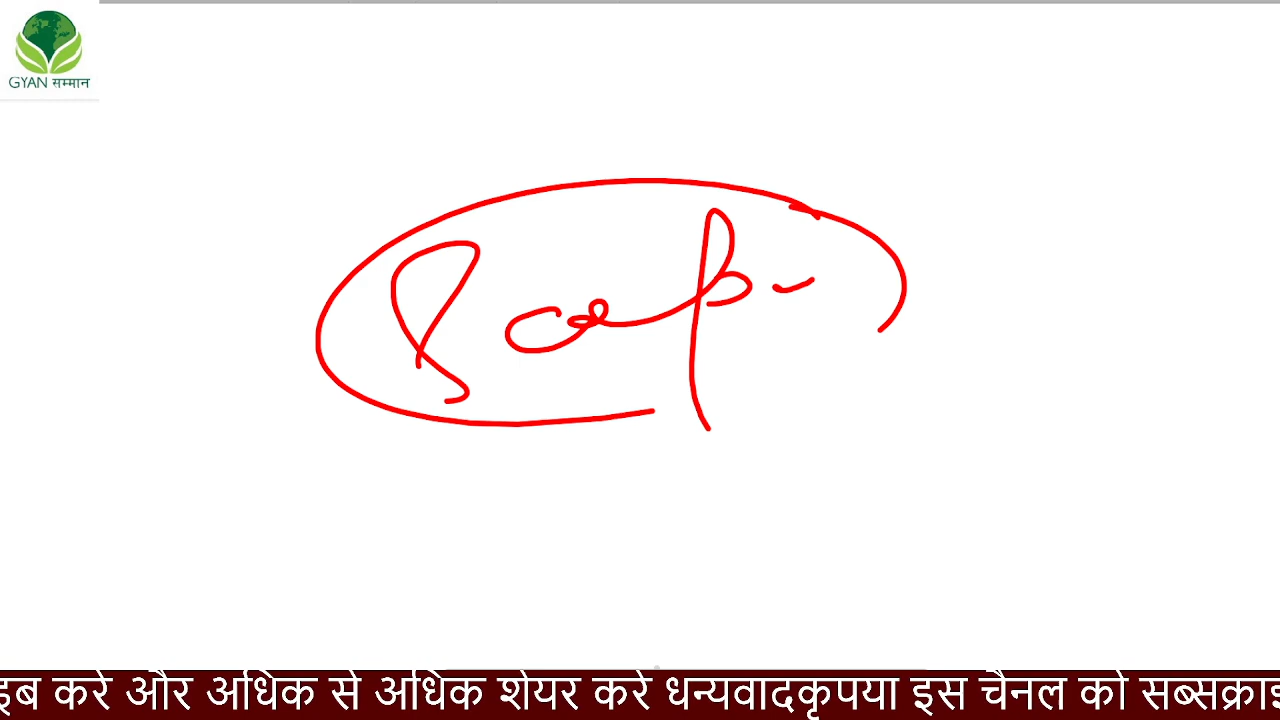 GYAN सम्मान
इब करे और अधिक से अधिक शेयर करे धन्यवादकृपया इस चैनल को सब्सक्राइ